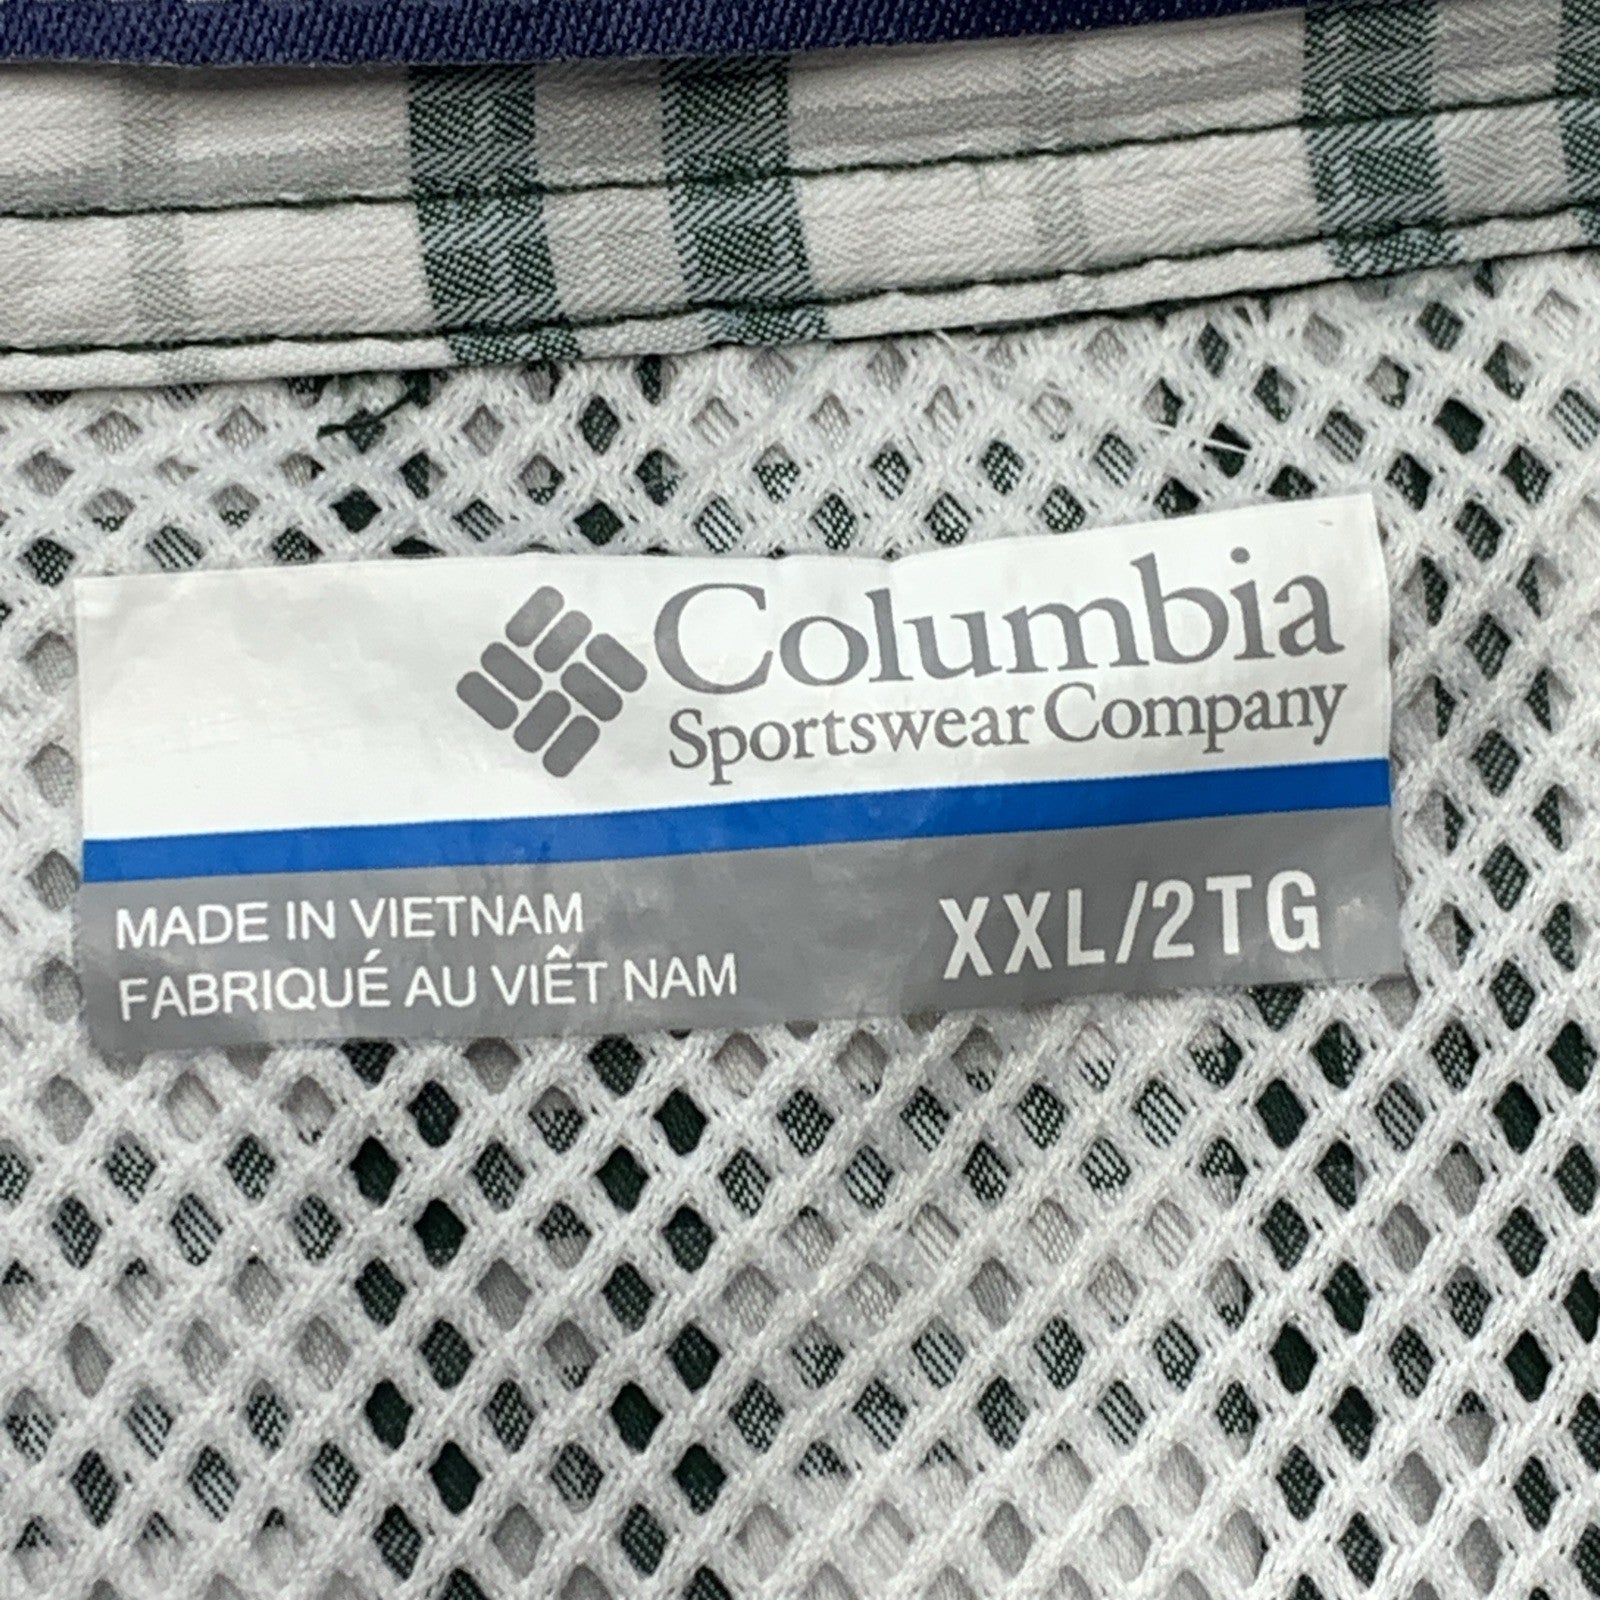 Columbia
Sportswear Company
MADE IN VIETNAM
FABRIQUÉ AU VIÊT NAM
XXL/2TG